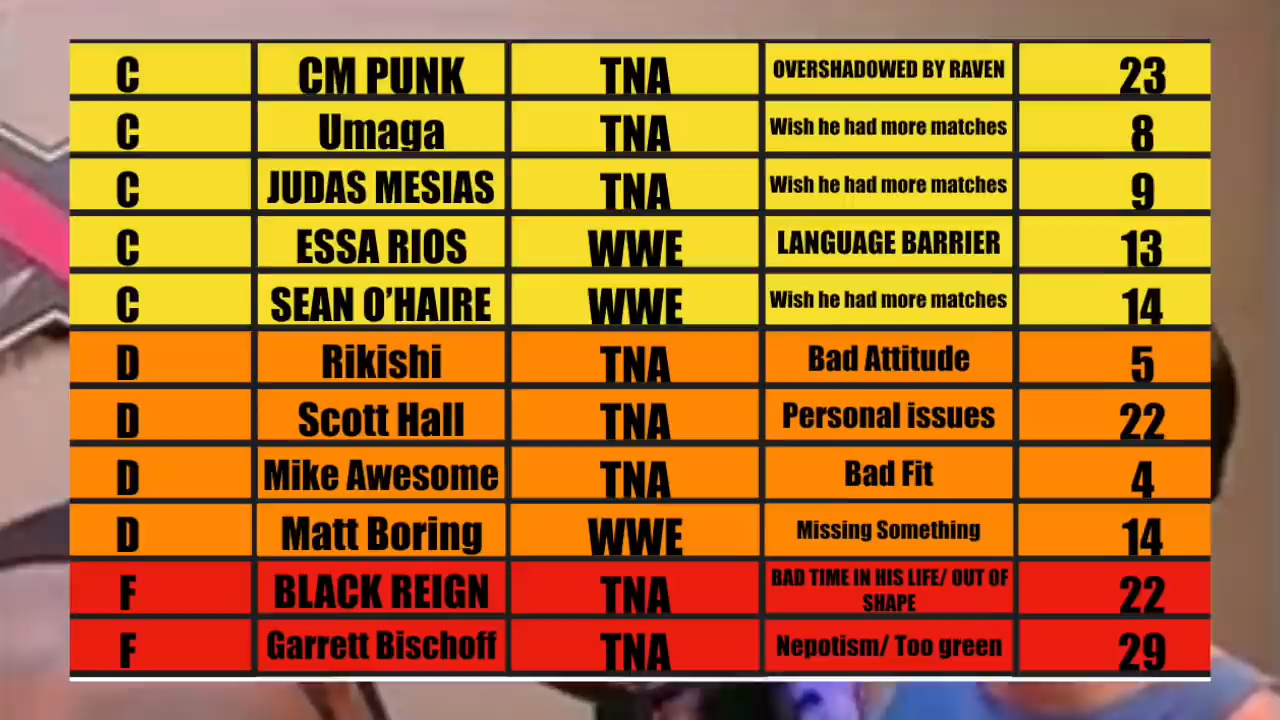 C CM PUNK TNA OVERSHADOWED BY RAVEN 23
C Umaga TNA Wish he had more matches 8
C JUDAS MESIAS TNA Wish he had more matches 9
C ESSA RIOS WWE LANGUAGE BARRIER 13
C SEAN O’HAIRE WWE Wish he had more matches 14
D Rikishi TNA Bad Attitude 5
D Scott Hall TNA Personal issues 22
D Mike Awesome TNA Bad Fit 4
D Matt Boring WWE Missing Something 14
F BLACK REIGN TNA BAD TIME IN HIS LIFE/ OUT OF
SHAPE 22
F Garrett Bischoff TNA Nepotism/ Too green 29